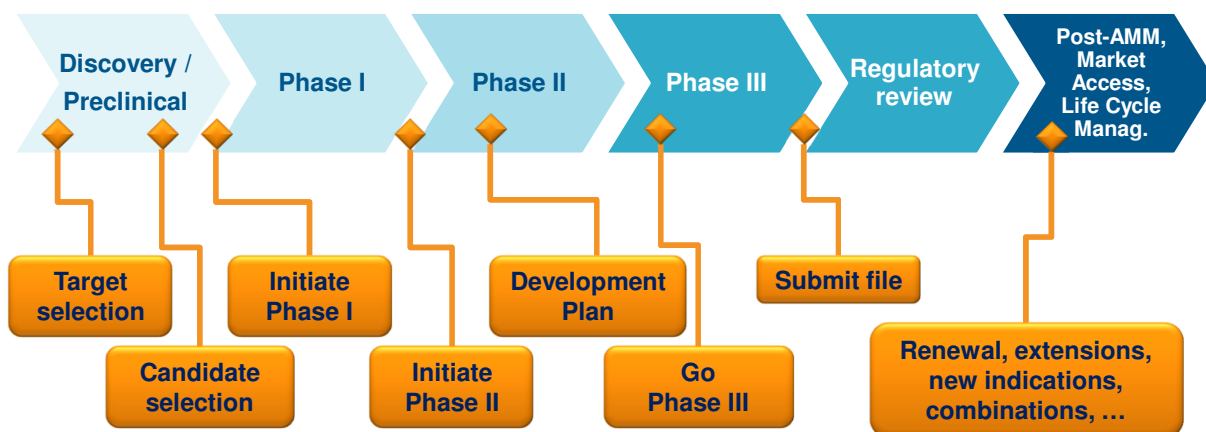 Discovery /
Preclinical
Phase I
Phase II
Phase III
Regulatory
review
Post-AMM,
Market
Access,
Life Cycle
Manag.
Target
selection
Initiate
Phase I
Development
Plan
Submit file
Candidate
selection
Initiate
Phase II
Go
Phase III
Renewal, extensions,
new indications,
combinations, …